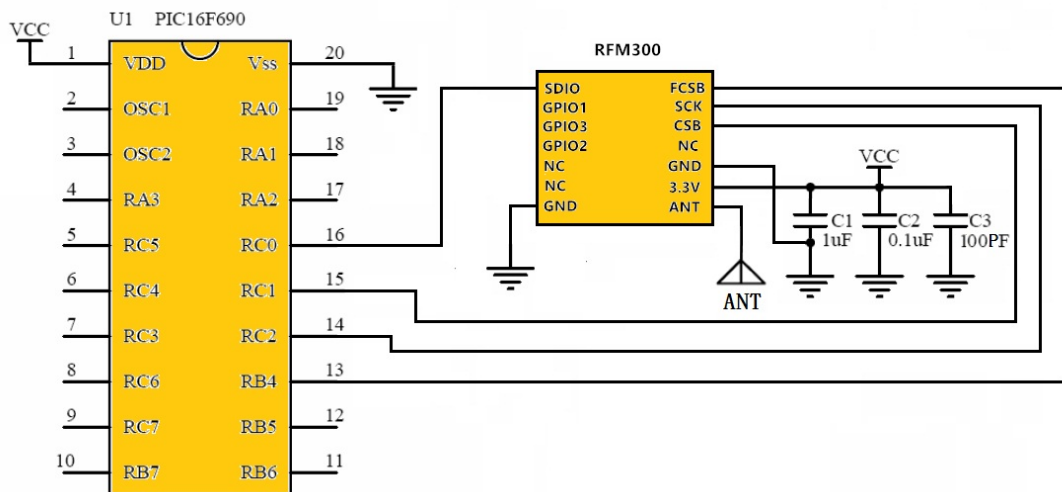 U1 PIC16F690
VCC
1 VDD Vss 20
2 OSC1 RA0 19
3 OSC2 RA1 18
4 RA3 RA2 17
5 RC5 RC0 16
6 RC4 RC1 15
7 RC3 RC2 14
8 RC6 RB4 13
9 RC7 RB5 12
10 RB7 RB6 11
RFM300
SDIO FCSB
GPIO1 SCK
GPIO3 CSB
GPIO2 NC
NC GND
NC 3.3V
GND ANT
VCC
C1 C2 C3
1uF 0.1uF 100PF
ANT